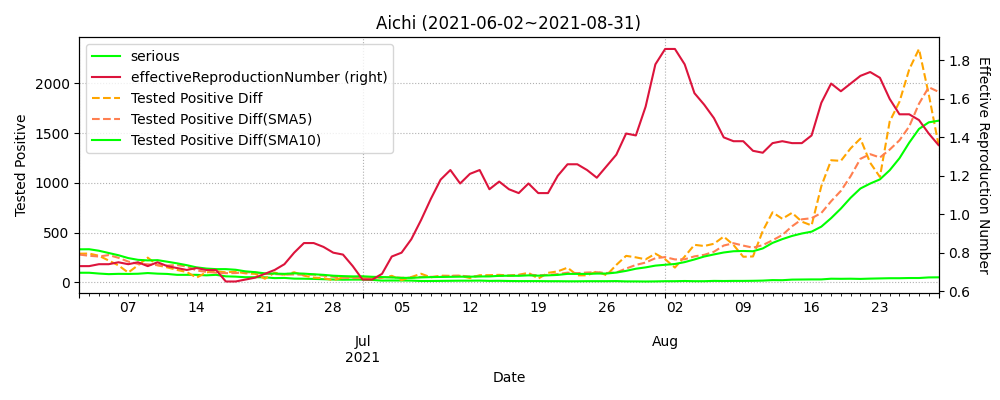 Aichi (2021-06-02~2021-08-31)
serious
effectiveReproductionNumber (right)
Tested Positive Diff
Tested Positive Diff(SMA5)
Tested Positive Diff(SMA10)
Tested Positive
2000
1500
1000
500
0
Effective Reproduction Number
1.8
1.6
1.4
1.2
1.0
0.8
0.6
07 14 21 28 05 12 19 26 02 09 16 23
Jul Aug
2021
Date